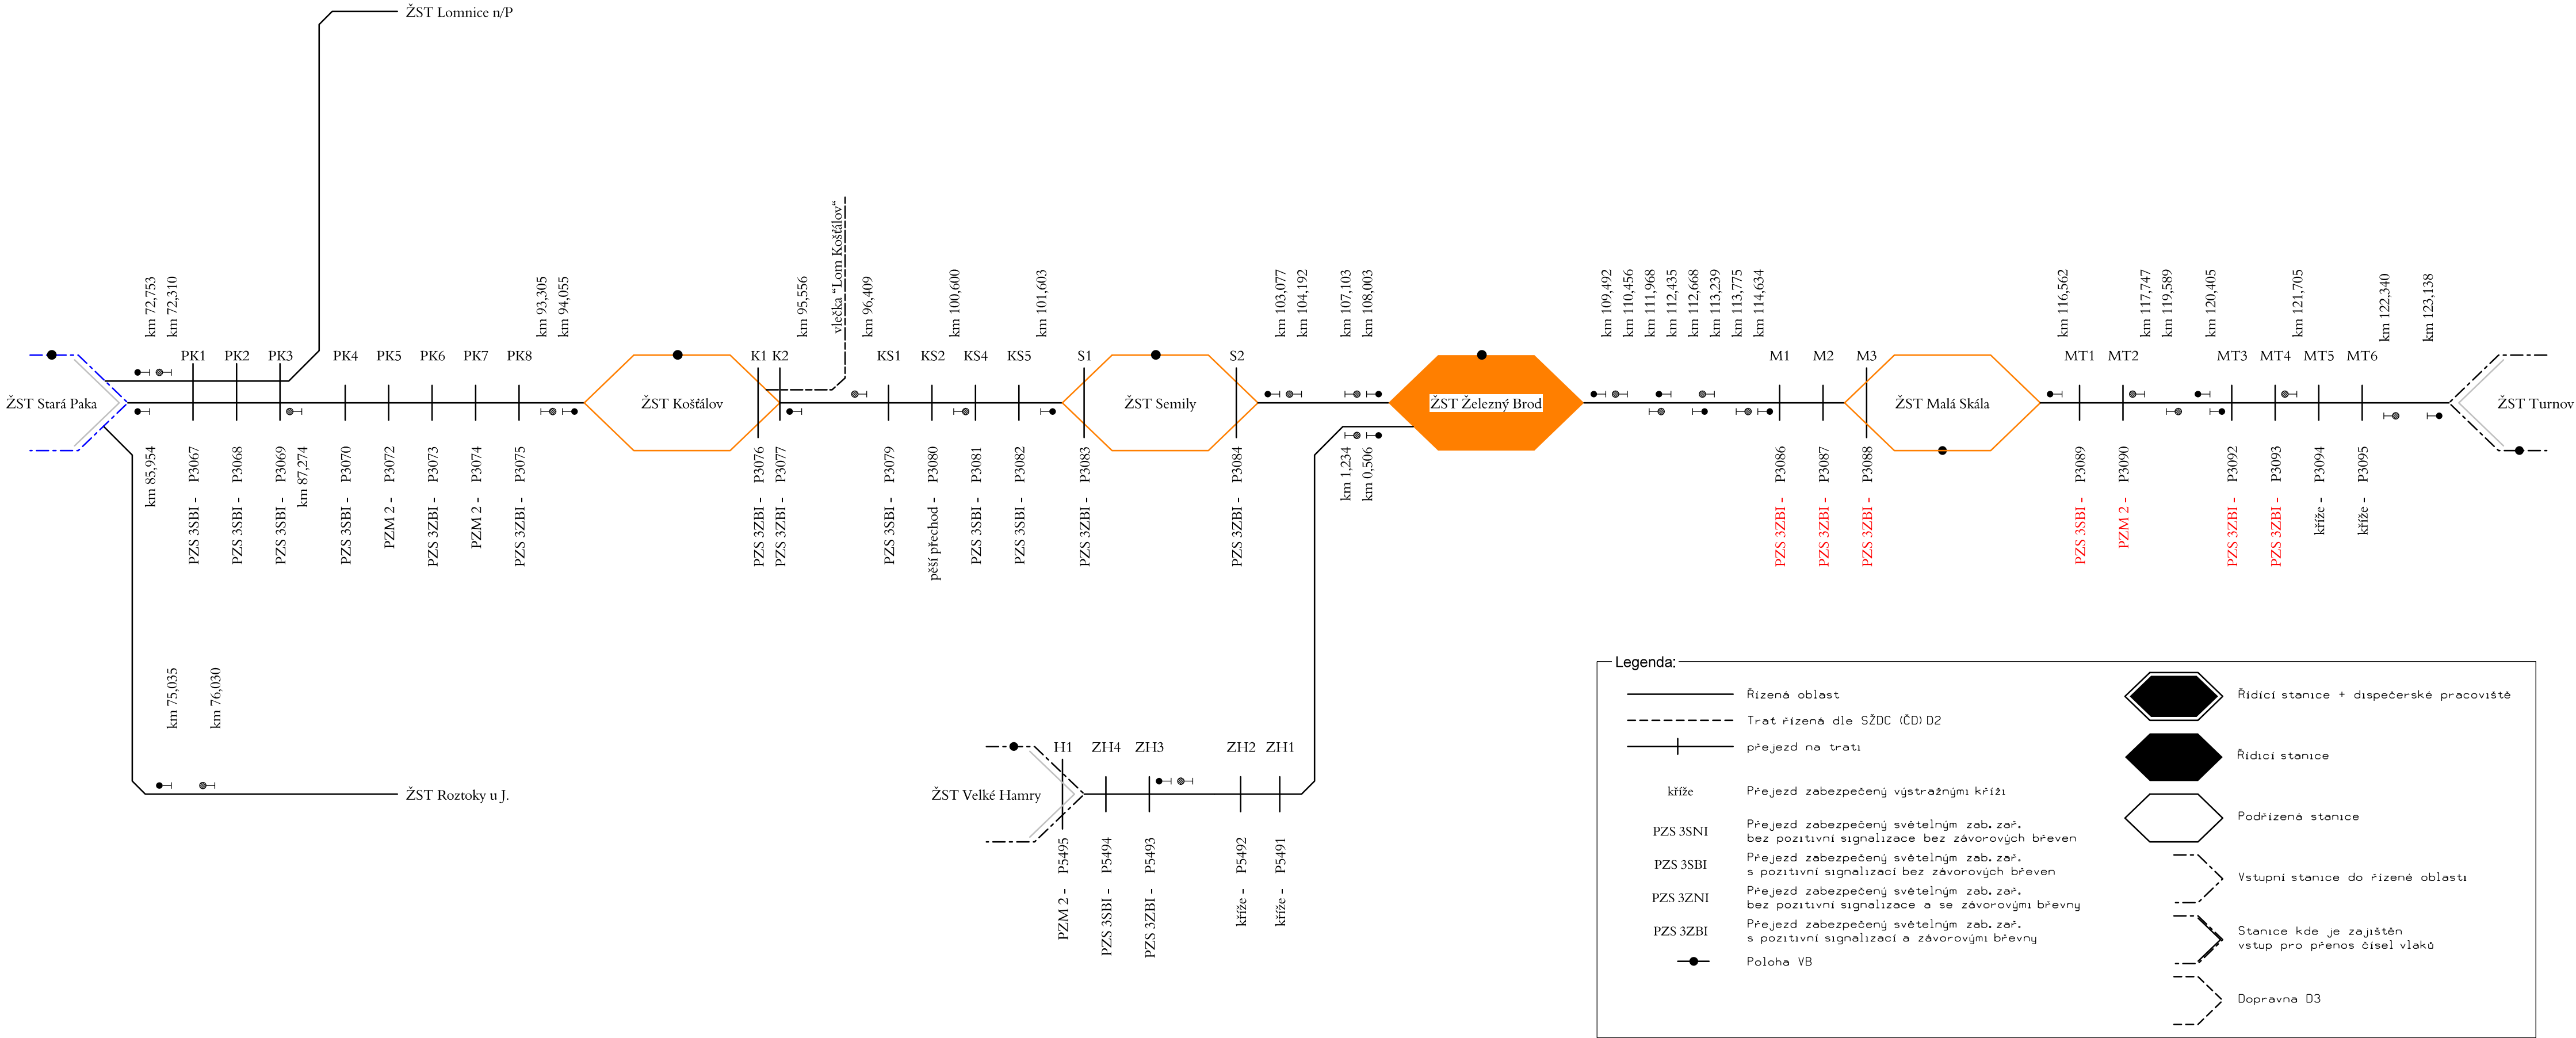 ŽST Lomnice n/P
km 72,753
km 72,310
km 93,305
km 94,055
km 95,556
vlečka "Lom Košťálov"
km 96,409
km 100,600
km 101,603
km 103,077
km 104,192
km 107,103
km 108,003
km 109,492
km 110,456
km 111,968
km 112,435
km 112,668
km 113,239
km 113,775
km 114,634
km 116,562
km 117,747
km 119,589
km 120,405
km 121,705
km 122,340
km 123,138
PK1
PK2
PK3
PK4
PK5
PK6
PK7
PK8
K1
K2
KS1
KS2
KS4
KS5
S1
S2
M1
M2
M3
MT1
MT2
MT3
MT4
MT5
MT6
ŽST Stará Paka
ŽST Košťálov
ŽST Semily
ŽST Železný Brod
ŽST Malá Skála
ŽST Turnov
km 85,954
PZS 3SBI - P3067
PZS 3SBI - P3068
PZS 3SBI - P3069
km 87,274
PZS 3SBI - P3070
PZM 2 - P3072
PZS 3ZBI - P3073
PZM 2 - P3074
PZS 3ZBI - P3075
PZS 3ZBI - P3076
PZS 3ZBI - P3077
PZS 3SBI - P3079
pěší přechod - P3080
PZS 3SBI - P3081
PZS 3SBI - P3082
PZS 3ZBI - P3083
PZS 3ZBI - P3084
km 1,234
km 0,506
PZS 3ZBI - P3086
PZS 3ZBI - P3087
PZS 3ZBI - P3088
PZS 3SBI - P3089
PZM 2 - P3090
PZS 3ZBI - P3092
PZS 3ZBI - P3093
kříže - P3094
kříže - P3095
km 75,035
km 76,030
ŽST Roztoky u J.
H1
ZH4
ZH3
ZH2
ZH1
ŽST Velké Hamry
PZM 2 - P5495
PZS 3SBI - P5494
PZS 3ZBI - P5493
kříže - P5492
kříže - P5491
Legenda:
Řízená oblast
Trat řízená dle SŽDC (ČD) D2
přejezd na trati
kříže
Přejezd zabezpečený výstražnými kříži
PZS 3SNI
Přejezd zabezpečený světelným zab. zař.
bez pozitivní signalizace bez závorových břeven
PZS 3SBI
Přejezd zabezpečený světelným zab. zař.
s pozitivní signalizací bez závorových břeven
PZS 3ZNI
Přejezd zabezpečený světelným zab. zař.
bez pozitivní signalizace a se závorovými břevny
PZS 3ZBI
Přejezd zabezpečený světelným zab. zař.
s pozitivní signalizací a závorovými břevny
Poloha VB
Řídící stanice + dispečerské pracoviště
Řídicí stanice
Podřízená stanice
Vstupní stanice do řízené oblasti
Stanice kde je zajištěn
vstup pro přenos čísel vlaků
Dopravna D3